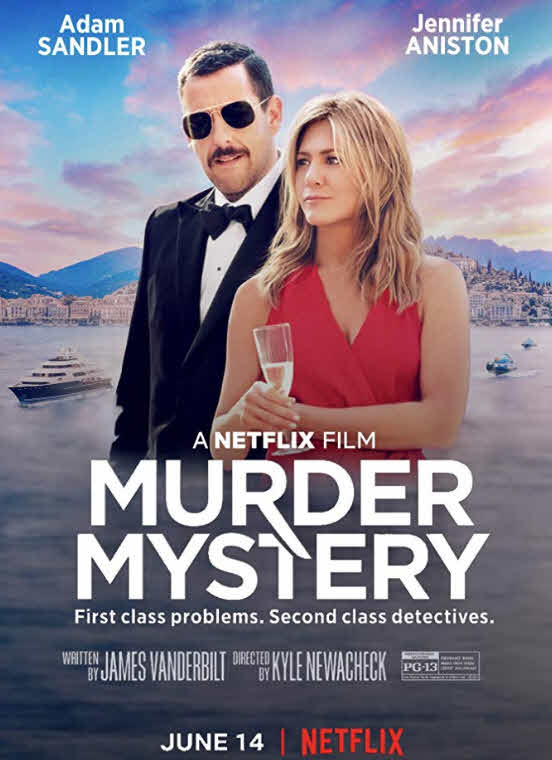 Adam
SANDLER
Jennifer
ANISTON
A NETFLIX FILM
MURDER
MYSTERY
First class problems. Second class detectives.
WRITTEN BY JAMES VANDERBILT DIRECTED BY KYLE NEWACHECK
PG-13
JUNE 14 | NETFLIX